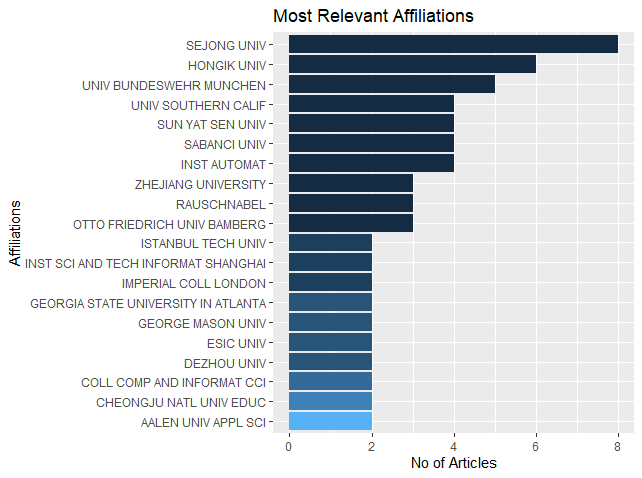 Most Relevant Affiliations
Affiliations
SEJONG UNIV
HONGIK UNIV
UNIV BUNDESWEHR MUNCHEN
UNIV SOUTHERN CALIF
SUN YAT SEN UNIV
SABANCI UNIV
INST AUTOMAT
ZHEJIANG UNIVERSITY
RAUSCHNABEL
OTTO FRIEDRICH UNIV BAMBERG
ISTANBUL TECH UNIV
INST SCI AND TECH INFORMAT SHANGHAI
IMPERIAL COLL LONDON
GEORGIA STATE UNIVERSITY IN ATLANTA
GEORGE MASON UNIV
ESIC UNIV
DEZHOU UNIV
COLL COMP AND INFORMAT CCI
CHEONGJU NATL UNIV EDUC
AALEN UNIV APPL SCI
0 2 4 6 8
No of Articles